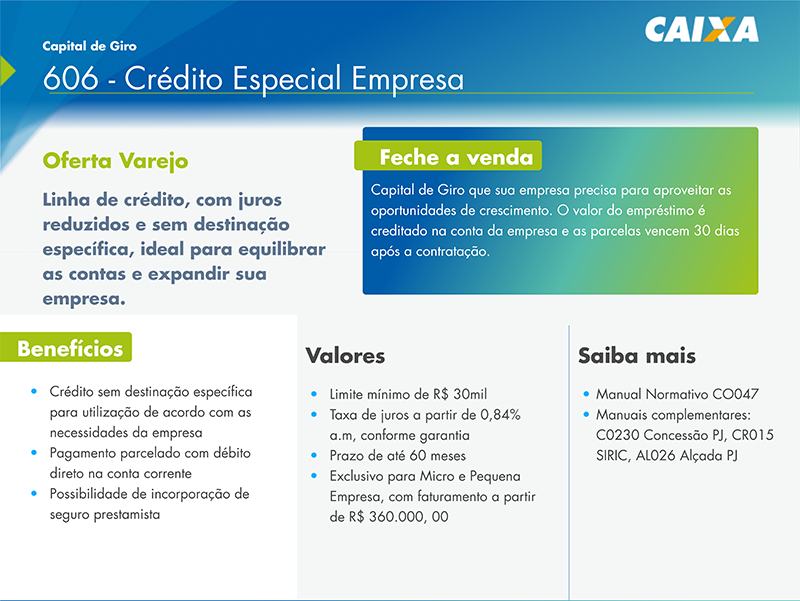 CAIXA
Capital de Giro
606 - Crédito Especial Empresa
Oferta Varejo
Linha de crédito, com juros
reduzidos e sem destinação
específica, ideal para equilibrar
as contas e expandir sua
empresa.
Feche a venda
Capital de Giro que sua empresa precisa para aproveitar as
oportunidades de crescimento. O valor do empréstimo é
creditado na conta da empresa e as parcelas vencem 30 dias
após a contratação.
Benefícios
• Crédito sem destinação específica
para utilização de acordo com as
necessidades da empresa
• Pagamento parcelado com débito
direto na conta corrente
• Possibilidade de incorporação de
seguro prestamista
Valores
• Limite mínimo de R$ 30mil
• Taxa de juros a partir de 0,84%
a.m, conforme garantia
• Prazo de até 60 meses
• Exclusivo para Micro e Pequena
Empresa, com faturamento a partir
de R$ 360.000, 00
Saiba mais
• Manual Normativo CO047
• Manuais complementares:
C0230 Concessão PJ, CR015
SIRIC, AL026 Alçada PJ